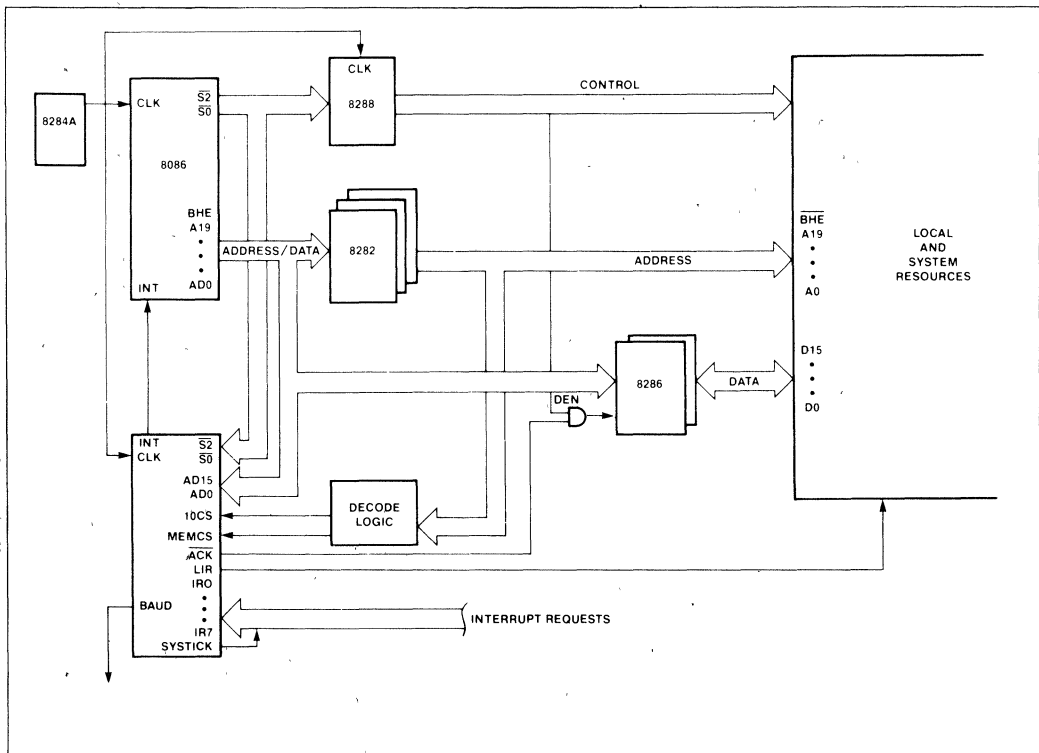 CLK
8288
CONTROL
8284A
CLK
S2
S0
8086
BHE
A19
AD0
INT
ADDRESS/DATA
8282
ADDRESS
BHE
A19
A0
LOCAL
AND
SYSTEM
RESOURCES
D15
D0
8286
DATA
DEN
INT
CLK
S2
S0
AD15
AD0
10CS
MEMCS
ACK
LIR
IRO
IR7
SYSTICK
BAUD
DECODE
LOGIC
INTERRUPT REQUESTS